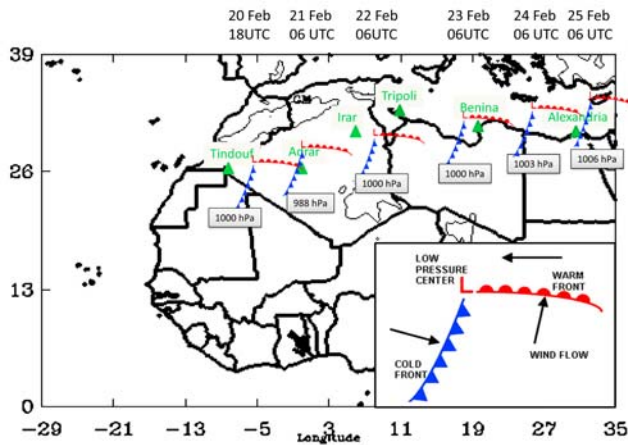 20 Feb 21 Feb 22 Feb 23 Feb 24 Feb 25 Feb
18UTC 06 UTC 06UTC 06UTC 06 UTC 06 UTC
39
Tripoli
Irar
Benina
Alexandria
Tindout
Adrar
26
1000 hPa
988 hPa
1000 hPa
1000 hPa
1003 hPa
1006 hPa
LOW
PRESSURE
CENTER
WARM
FRONT
L
13
COLD
FRONT
WIND FLOW
0
-29 -21 -13 -5 3 11 19 27 35
Longitude